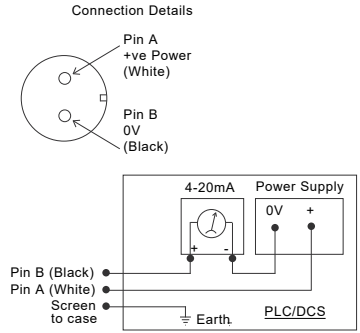 Connection Details
Pin A
+ve Power
(White)
Pin B
0V
(Black)
4-20mA
Power Supply
0V
+
+
-
Pin B (Black)
Pin A (White)
Screen
to case
Earth.
PLC/DCS